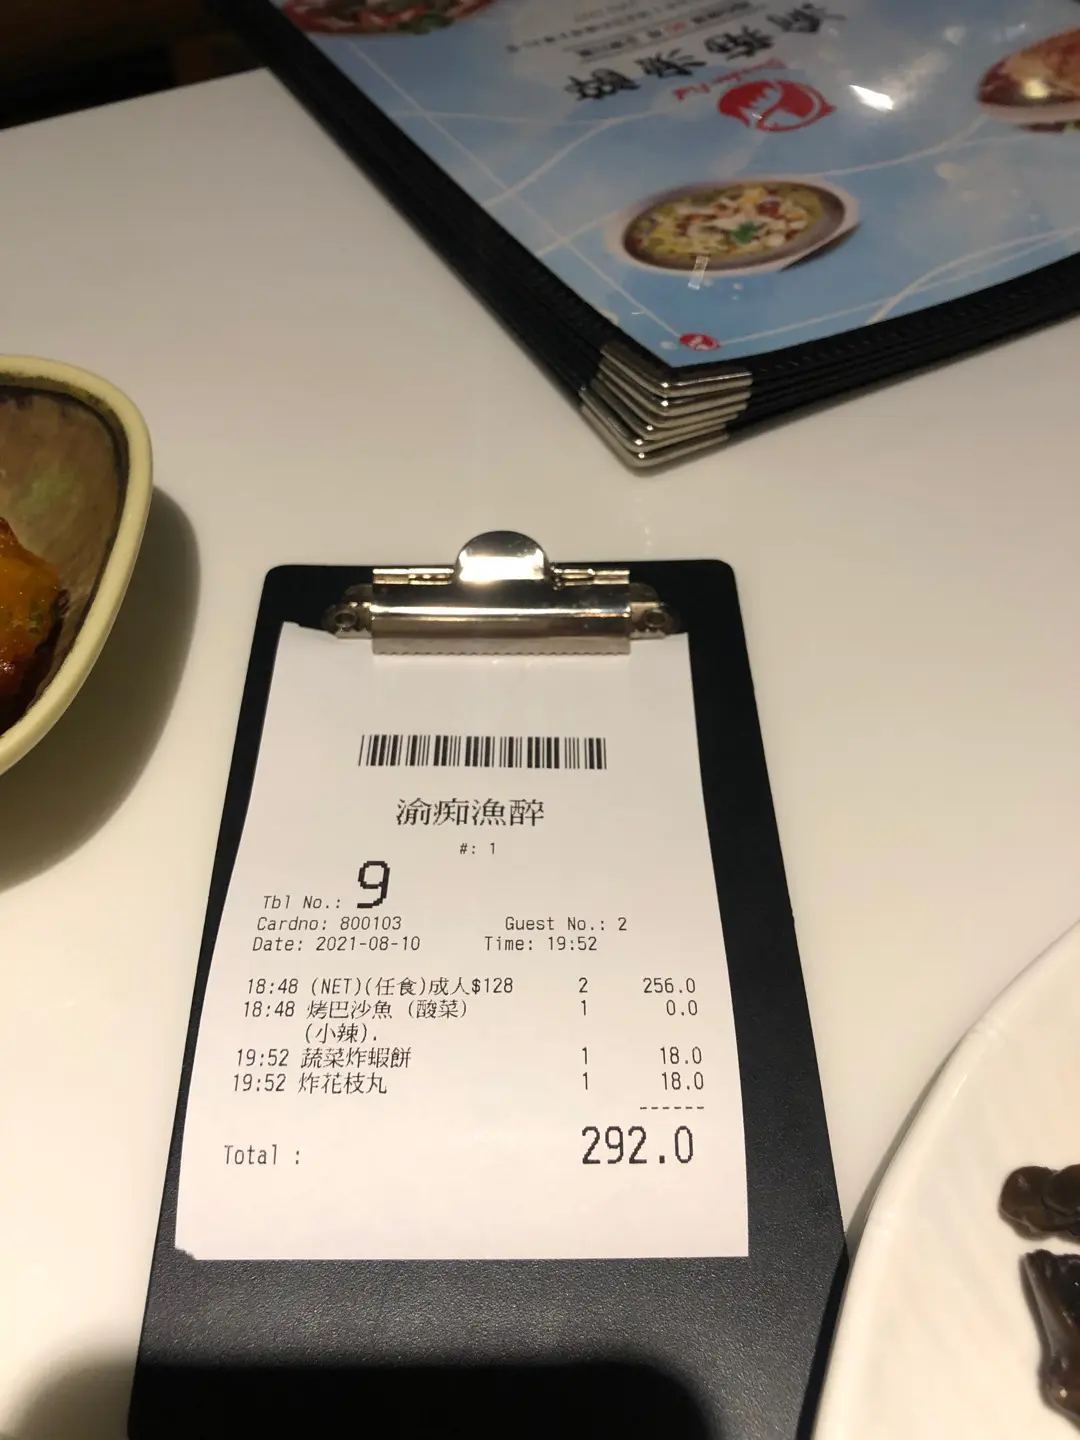 渝痴漁醉
#: 1
Tbl No.: 9
Cardno: 800103 Guest No.: 2
Date: 2021-08-10 Time: 19:52
18:48 (NET)(任食)成人$128 2 256.0
18:48 烤巴沙魚 (酸菜) 1 0.0
(小辣).
19:52 蔬菜炸蝦餅 1 18.0
19:52 炸花枝丸 1 18.0
------
Total : 292.0